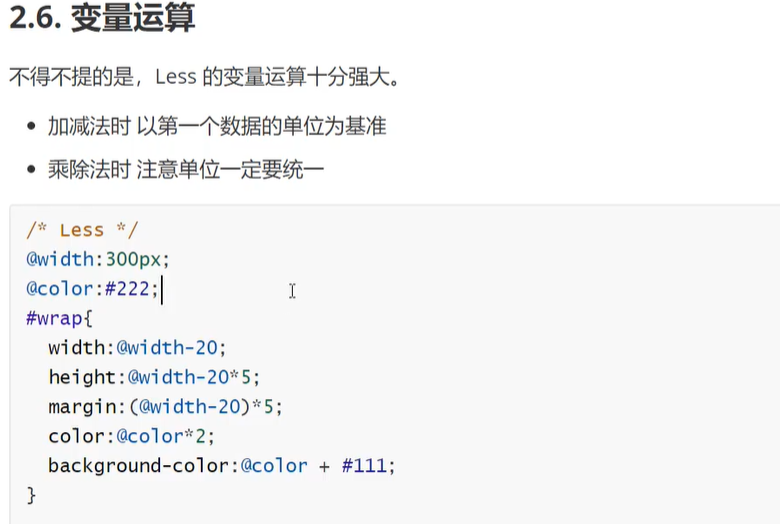 2.6. 变量运算
不得不提的是，Less 的变量运算十分强大。
• 加减法时 以第一个数据的单位为基准
• 乘除法时 注意单位一定要统一
/* Less */
@width:300px;
@color:#222;
#wrap{
  width:@width-20;
  height:@width-20*5;
  margin:(@width-20)*5;
  color:@color*2;
  background-color:@color + #111;
}